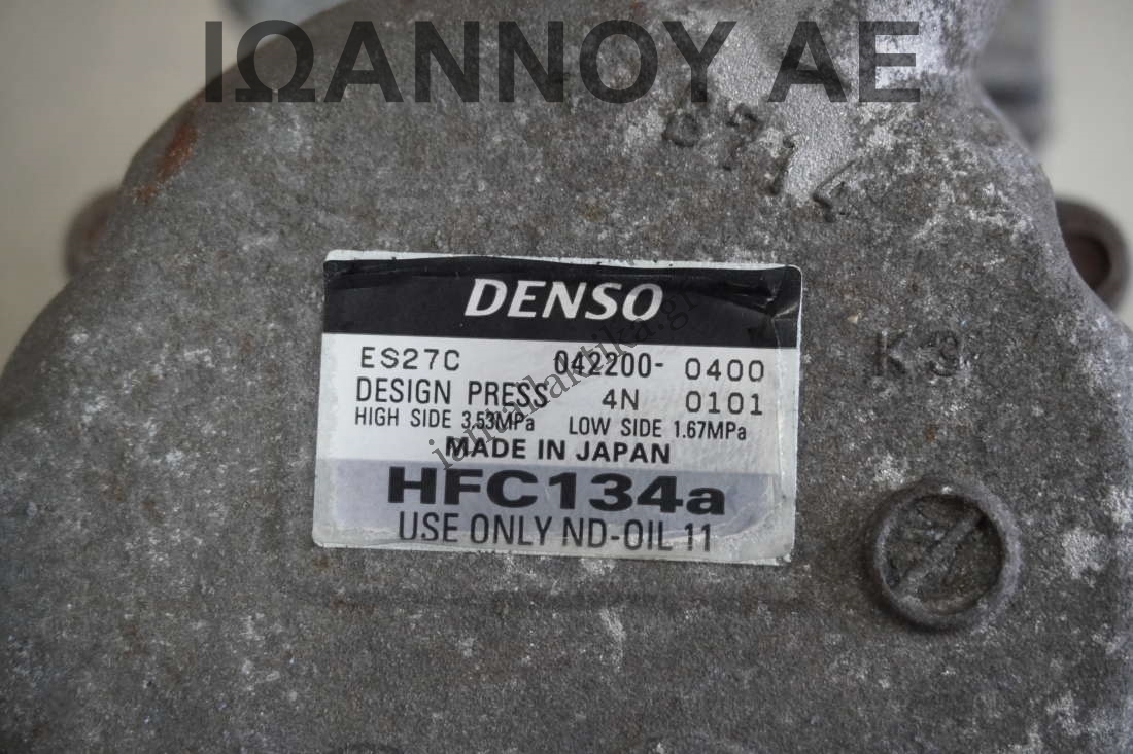 ΙΩΑΝΝΟΥ ΑΕ
DENSO
ES27C 042200- 0400
DESIGN PRESS 4N 0101
HIGH SIDE 3.53MPa LOW SIDE 1.67MPa
MADE IN JAPAN
HFC134a
USE ONLY ND-OIL 11
K9